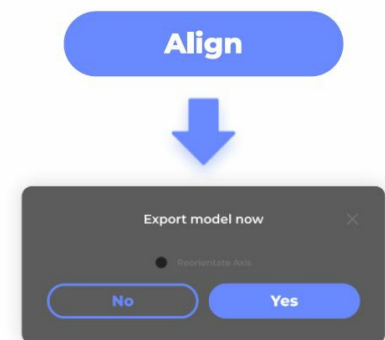 Align
Export model now
Reorientate Axis
No
Yes